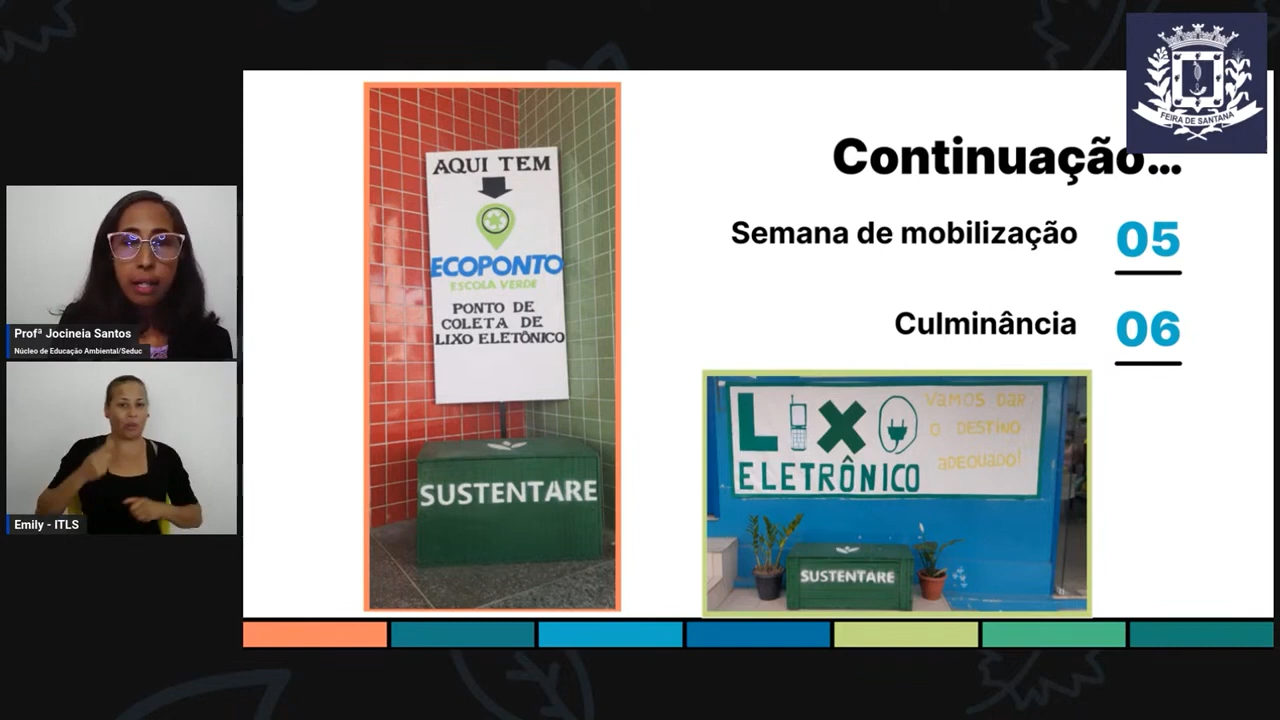 FEIRA DE SANTANA
Continuação...
Semana de mobilização
05
Culminância
06
AQUI TEM
ECOPONTO
ESCOLA VERDE
PONTO DE
COLETA DE
LIXO ELETÔNICO
SUSTENTARE
LIXO
ELETRÔNICO
VAMOS DAR
O DESTINO
ADEQUADO!
SUSTENTARE
Profª Jocineia Santos
Núcleo de Educação Ambiental/Seduc
Emily - ITLS